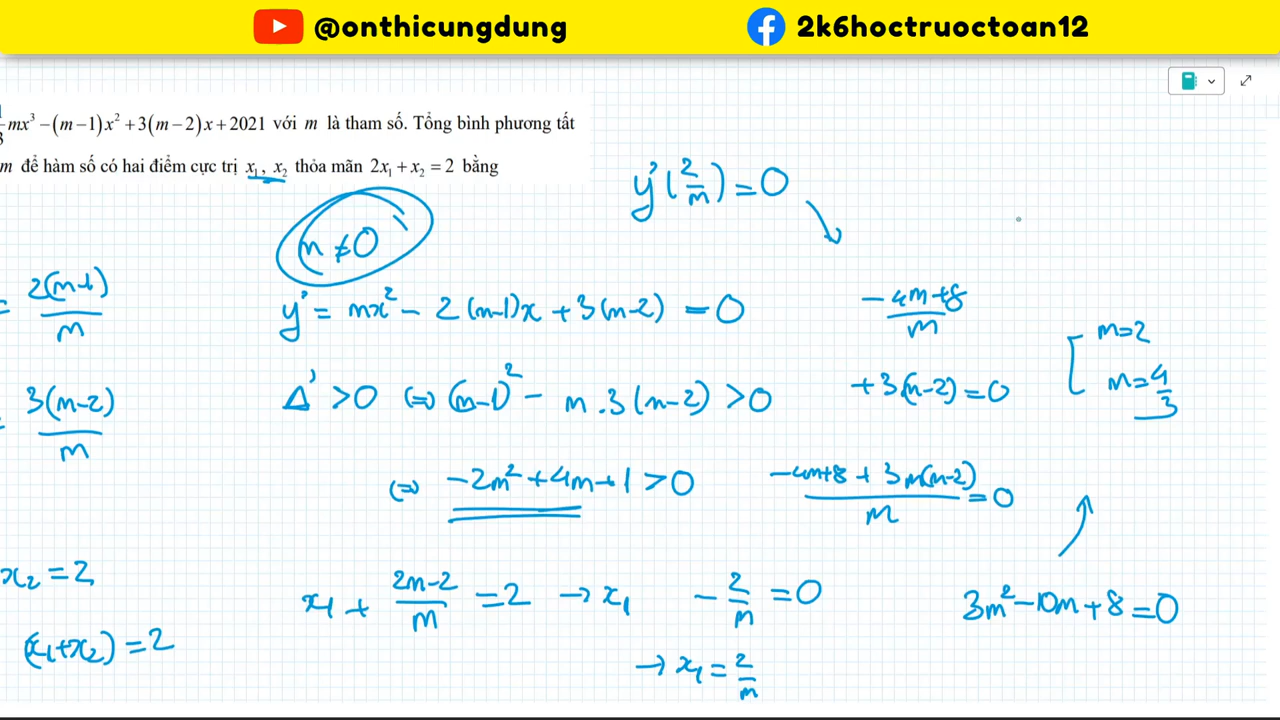 @onthicungdung
2k6hoctructoan12
mx³ −(m−1)x² +3(m−2)x+2021 với m là tham số. Tổng bình phương tất
m để hàm số có hai điểm cực trị x₁, x₂ thỏa mãn 2x₁ + x₂ = 2 bằng
m ≠ 0
y'(2/m) = 0
2(m-1)/m
y' = mx² - 2(m-1)x + 3(m-2) = 0
3(m-2)/m
Δ' > 0 (=) (m-1)² - m.3(m-2) > 0
(=) -2m² + 4m + 1 > 0
x₂ = 2
(x₁+x₂) = 2
x₁ + (2m-2)/m = 2 → x₁ - 2/m = 0
→ x₁ = 2/m
(-4m+8)/m
+3(m-2) = 0
(-4m+8 + 3m(m-2))/m = 0
3m² - 10m + 8 = 0
m=2
m=4/3